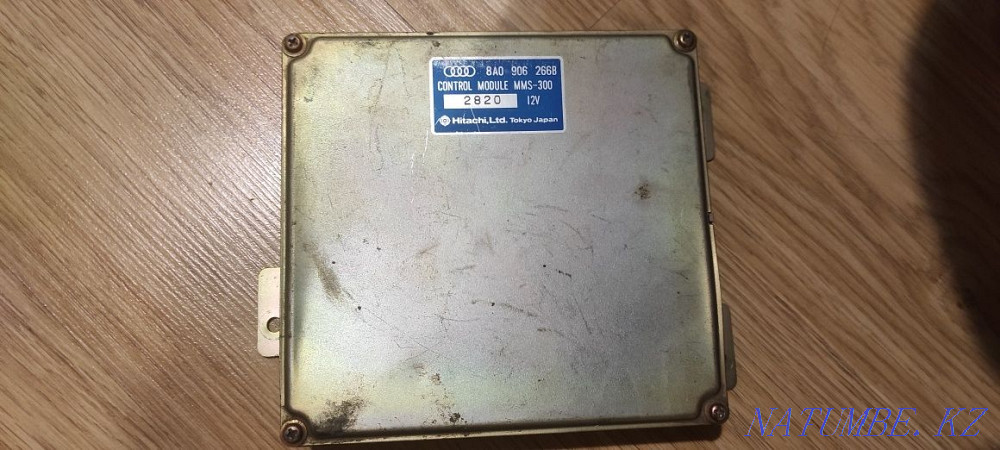 8A0 906 266B
CONTROL MODULE MMS-300
2820 12V
Hitachi, Ltd. Tokyo Japan
NATUMBE.KZ